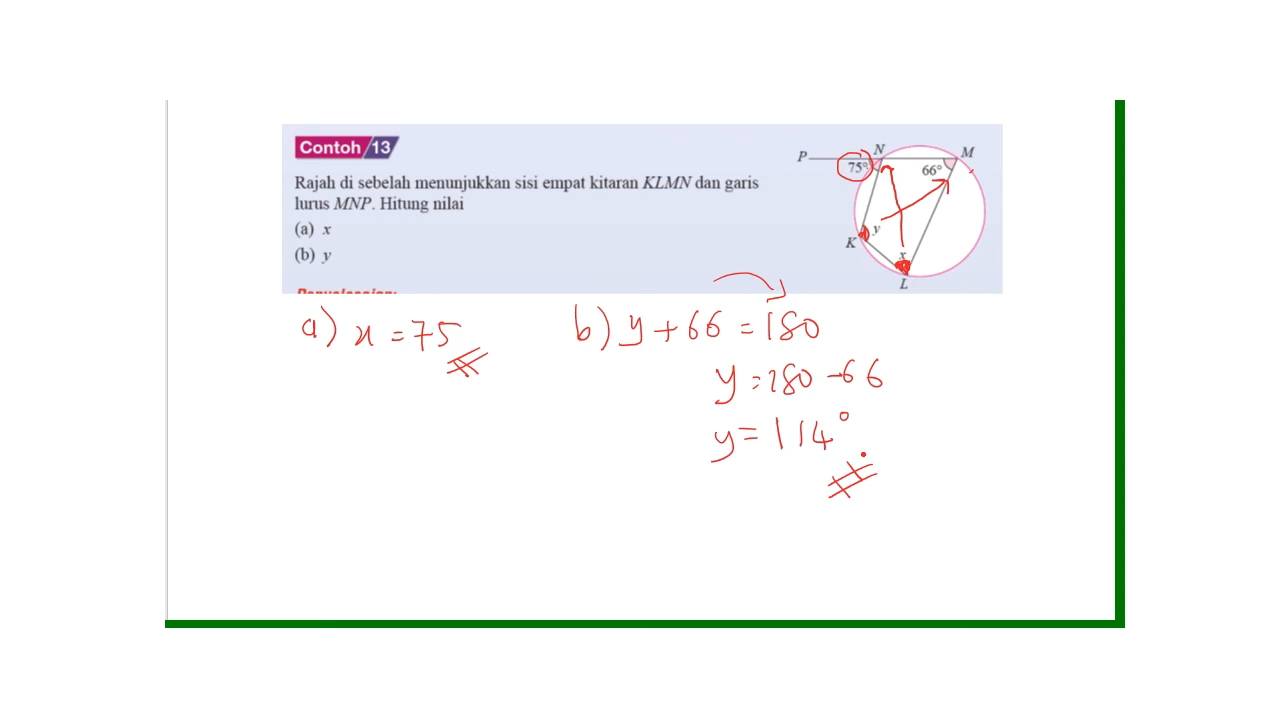 Contoh 13
Rajah di sebelah menunjukkan sisi empat kitaran KLMN dan garis
lurus MNP. Hitung nilai
(a) x
(b) y
P N M
75° 66°
K y
x
L
a) x = 75
b) y + 66 = 180
y = 180 - 66
y = 114°